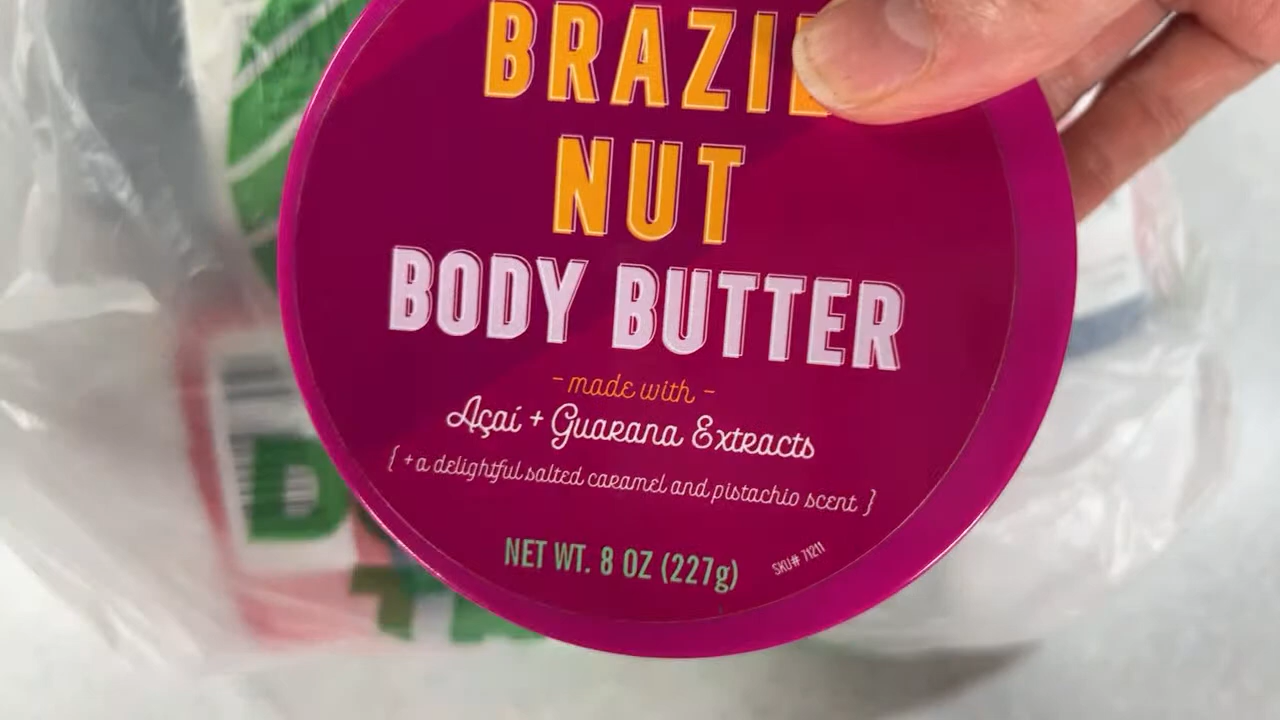 BRAZIL
NUT
BODY BUTTER
- made with -
Açaí + Guarana Extracts
{ + a delightful salted caramel and pistachio scent }
NET WT. 8 OZ (227g)
SKU# 71211